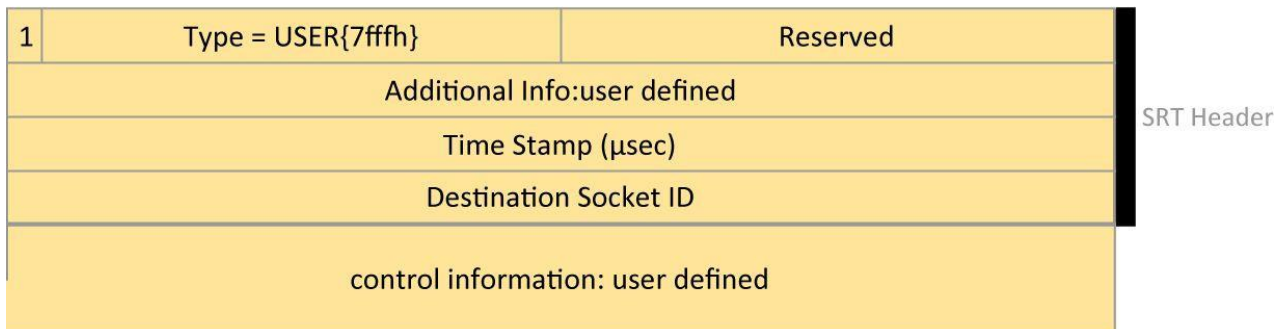 1 Type = USER{7fffh} Reserved
Additional Info:user defined
Time Stamp (µsec)
SRT Header
Destination Socket ID
control information: user defined